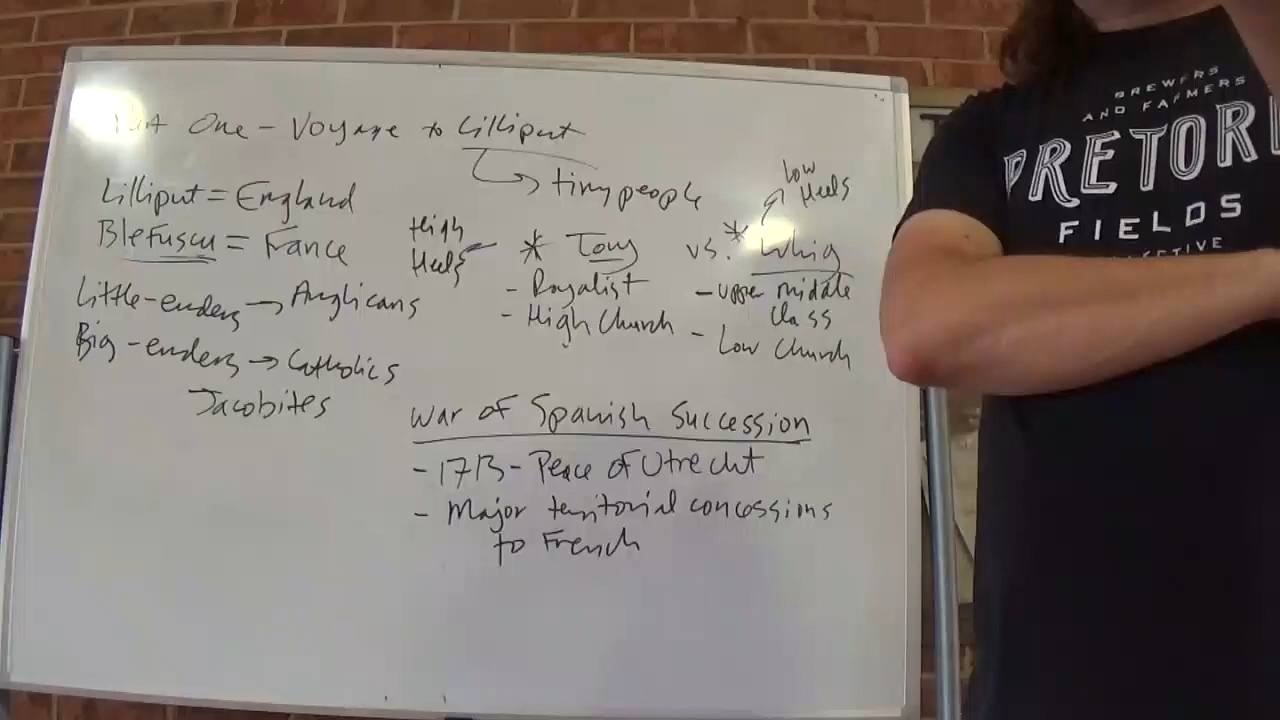 Part One - Voyage to Lilliput
tiny people
Lilliput = England
Blefuscu = France
Little-enders → Anglicans
Big-enders → Catholics
Jacobites
High
Heels
* Tory vs. * Whig
Low
Heels
- Royalist
- High Church
- upper middle
class
- Low Church
War of Spanish Succession
- 1713 - Peace of Utrecht
- Major territorial concessions
to French
BREWERS
AND FARMERS
FIELDS